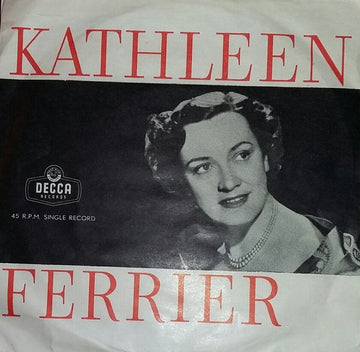 KATHLEEN
DECCA
RECORDS
45 R.P.M. SINGLE RECORD
FERRIER